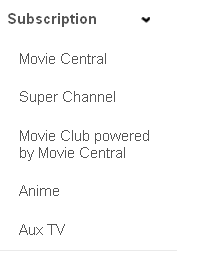 Subscription
Movie Central
Super Channel
Movie Club powered
by Movie Central
Anime
Aux TV